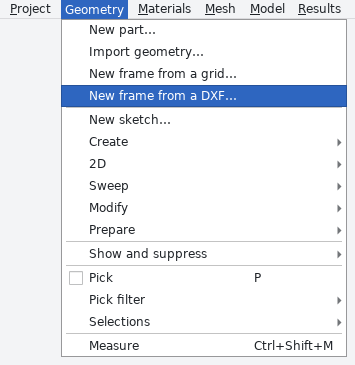 Project Geometry Materials Mesh Model Results
New part...
Import geometry...
New frame from a grid...
New frame from a DXF...
New sketch...
Create
2D
Sweep
Modify
Prepare
Show and suppress
Pick P
Pick filter
Selections
Measure Ctrl+Shift+M